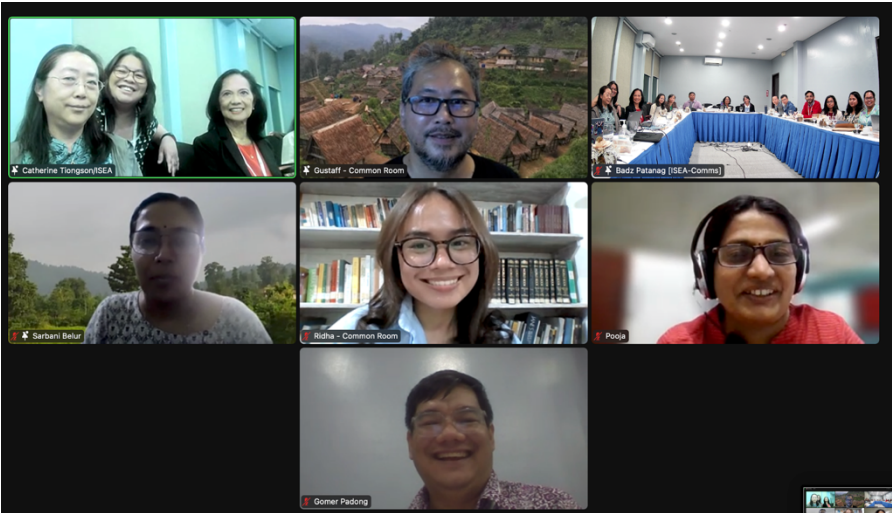 Catherine Tiongson/ISEA
Gustaff - Common Room
Badz Patanag [ISEA-Comms]
Sarbani Belur
Ridha - Common Room
Pooja
Gomer Padong